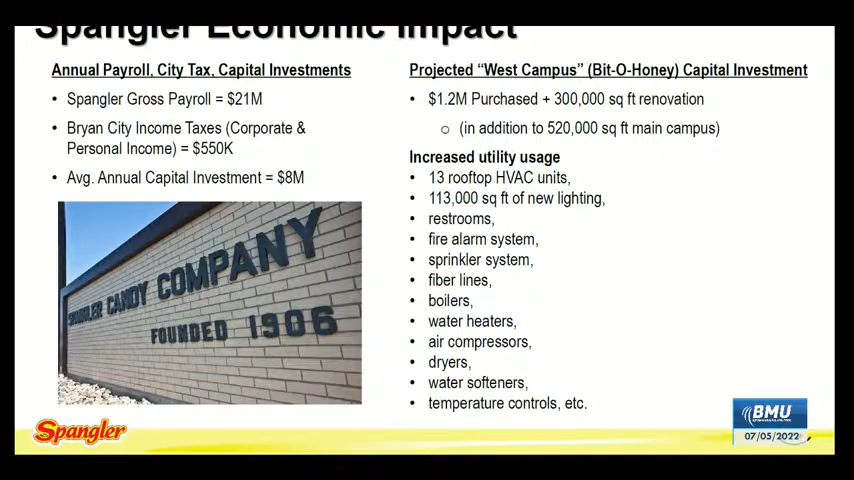 Spangler Economic Impact
Annual Payroll, City Tax, Capital Investments
• Spangler Gross Payroll = $21M
• Bryan City Income Taxes (Corporate &
Personal Income) = $550K
• Avg. Annual Capital Investment = $8M
SPANGLER CANDY COMPANY
FOUNDED 1906
Projected “West Campus” (Bit-O-Honey) Capital Investment
• $1.2M Purchased + 300,000 sq ft renovation
o (in addition to 520,000 sq ft main campus)
Increased utility usage
• 13 rooftop HVAC units,
• 113,000 sq ft of new lighting,
• restrooms,
• fire alarm system,
• sprinkler system,
• fiber lines,
• boilers,
• water heaters,
• air compressors,
• dryers,
• water softeners,
• temperature controls, etc.
Spangler
BMU
07/05/2022